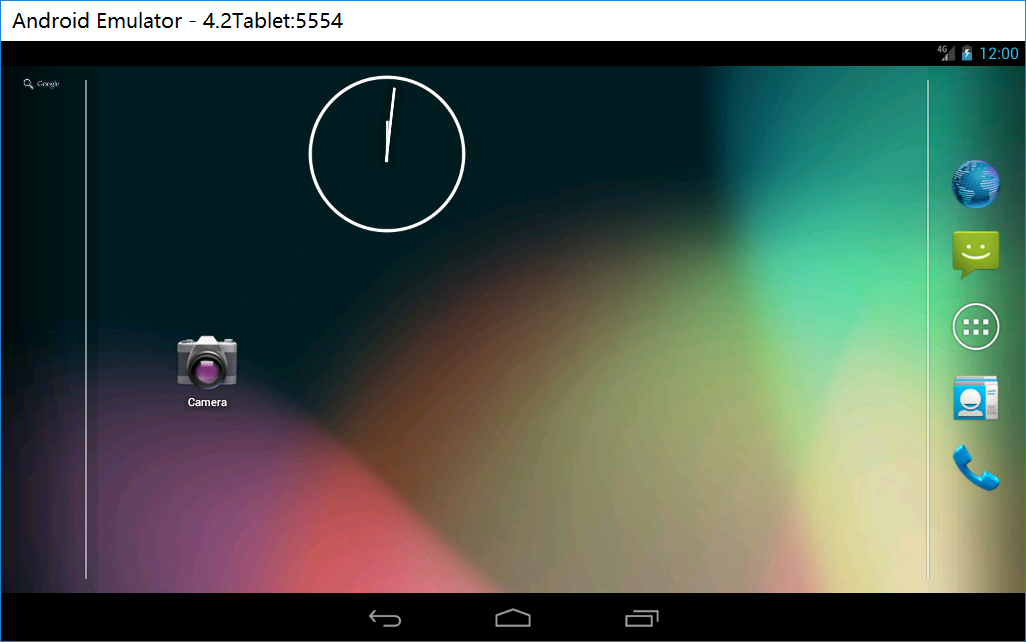 Android Emulator - 4.2Tablet:5554
4G 12:00
Google
Camera